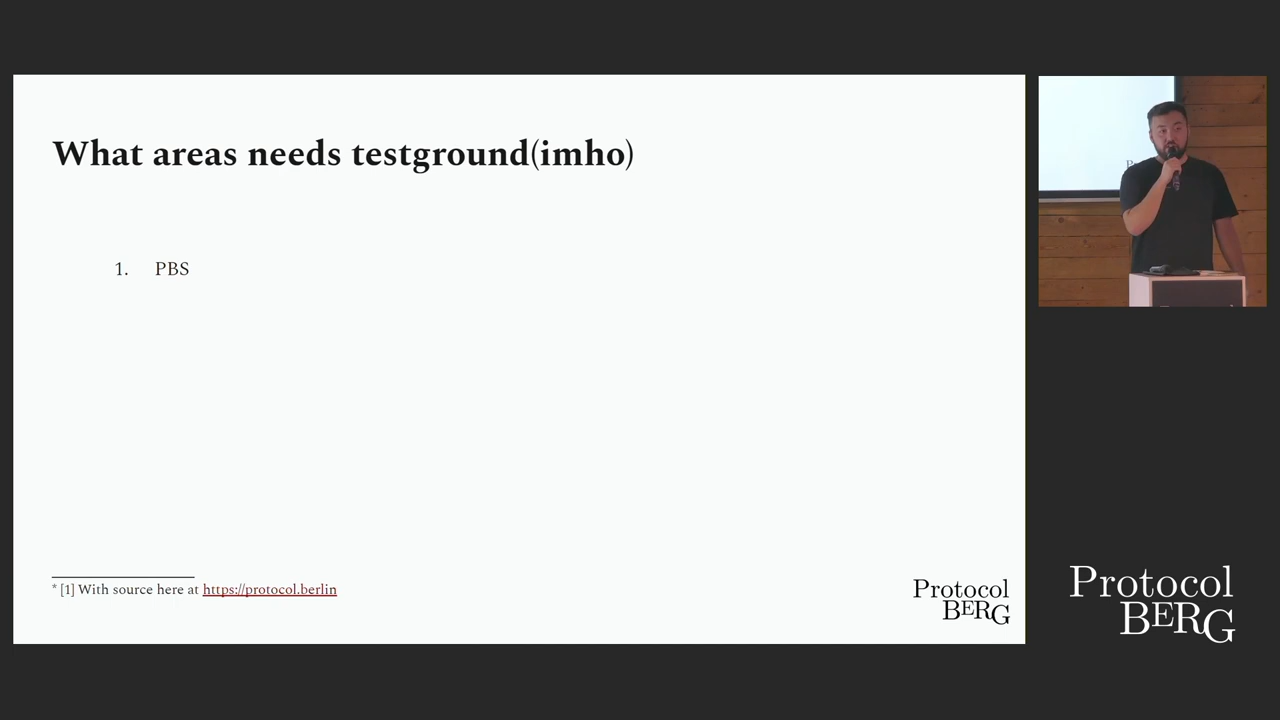 What areas needs testground(imho)
1. PBS
* [1] With source here at https://protocol.berlin
Protocol
BERG
Protocol
BERG